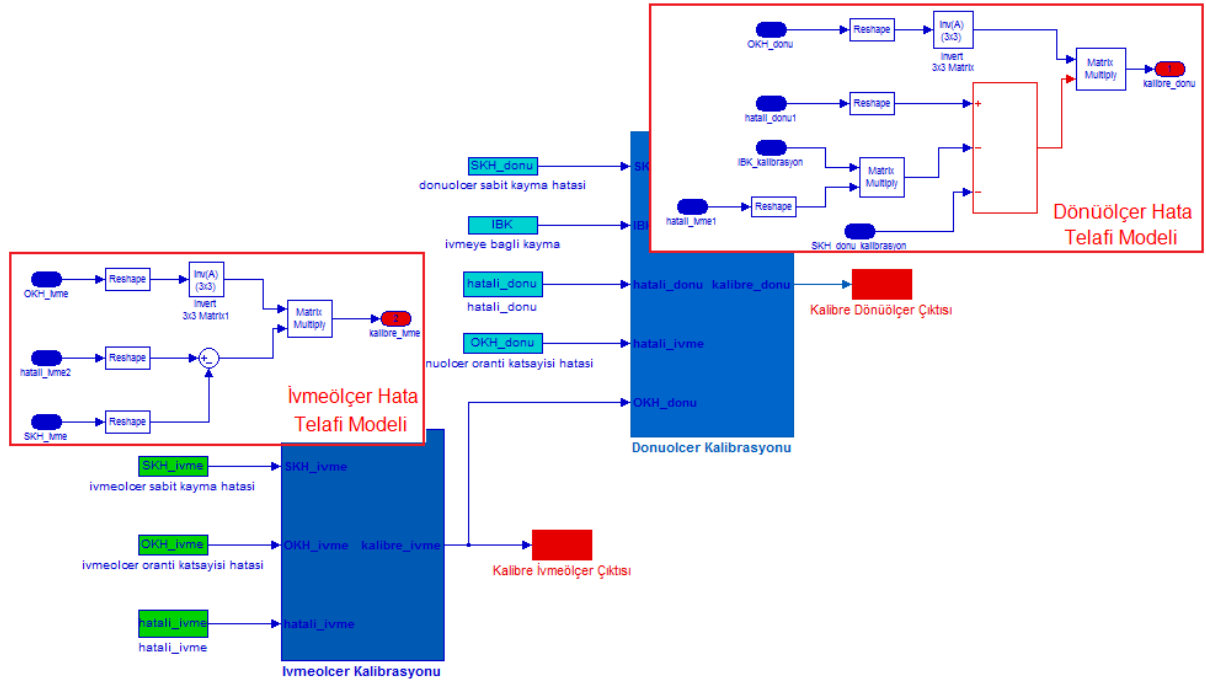 OKH_donu
Reshape
Inv(A)
(3x3)
Invert
3x3 Matrix
Matrix
Multiply
1
kalibre_donu
hatali_donu1
Reshape
+
IBK_kalibrasyon
Matrix
Multiply
−
hatali_ivme1
Reshape
−
SKH_donu_kalibrasyon
Dönüölçer Hata
Telafi Modeli
SKH_donu
donuolcer sabit kayma hatasi
IBK
ivmeye bagli kayma
hatali_donu
hatali_donu
OKH_donu
nuolcer oranti katsayisi hatasi
SK
IBK
hatali_donu
kalibre_donu
hatali_ivme
OKH_donu
Donuolcer Kalibrasyonu
Kalibre Dönüölçer Çıktısı
OKH_ivme
Reshape
Inv(A)
(3x3)
Invert
3x3 Matrix1
Matrix
Multiply
2
kalibre_ivme
hatali_ivme2
Reshape
+
−
SKH_ivme
Reshape
İvmeölçer Hata
Telafi Modeli
SKH_ivme
ivmeolcer sabit kayma hatasi
OKH_ivme
ivmeolcer oranti katsayisi hatasi
hatali_ivme
hatali_ivme
SKH_ivme
OKH_ivme
kalibre_ivme
hatali_ivme
Ivmeolcer Kalibrasyonu
Kalibre İvmeölçer Çıktısı